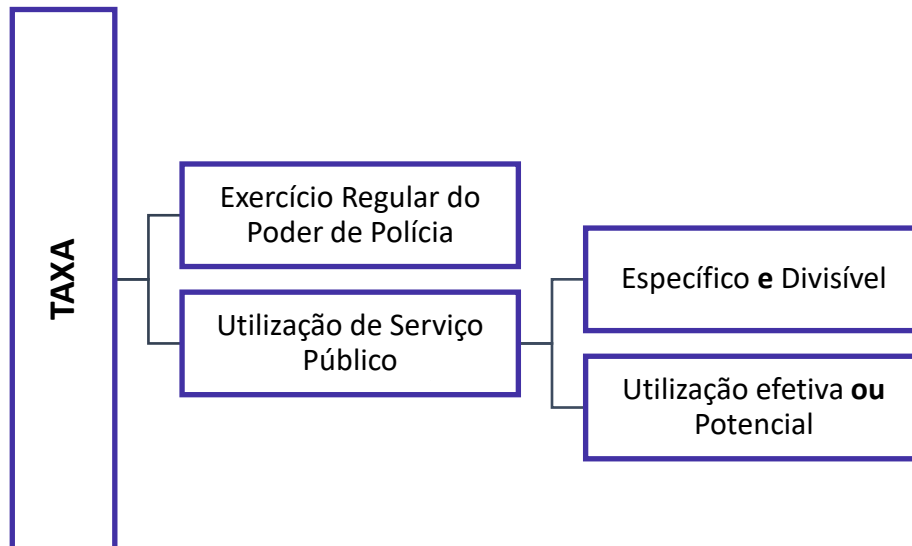 TAXA
Exercício Regular do
Poder de Polícia
Utilização de Serviço
Público
Específico e Divisível
Utilização efetiva ou
Potencial